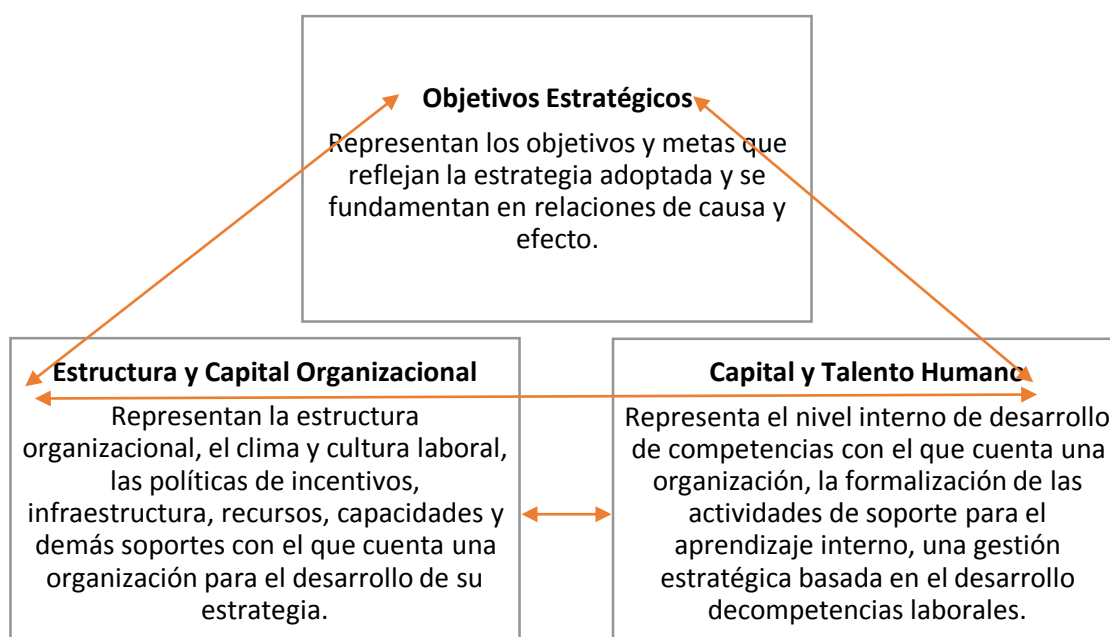 Objetivos Estratégicos
Representan los objetivos y metas que
reflejan la estrategia adoptada y se
fundamentan en relaciones de causa y
efecto.
Estructura y Capital Organizacional
Representan la estructura
organizacional, el clima y cultura laboral,
las políticas de incentivos,
infraestructura, recursos, capacidades y
demás soportes con el que cuenta una
organización para el desarrollo de su
estrategia.
Capital y Talento Humano
Representa el nivel interno de desarrollo
de competencias con el que cuenta una
organización, la formalización de las
actividades de soporte para el
aprendizaje interno, una gestión
estratégica basada en el desarrollo
decompetencias laborales.